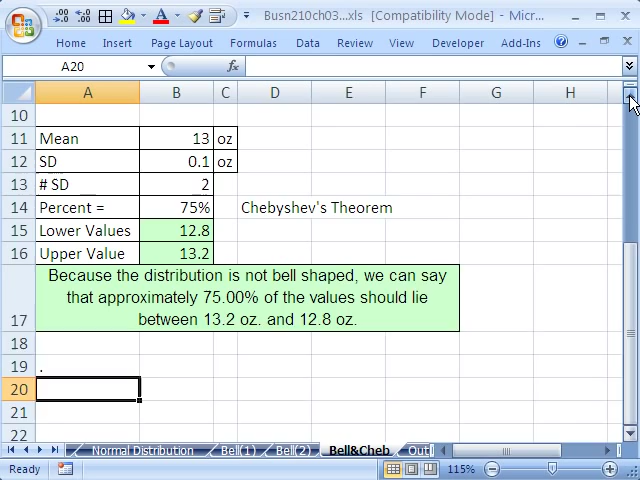 Busn210ch03...xls [Compatibility Mode] - Micr...
Home Insert Page Layout Formulas Data Review View Developer Add-Ins
A20 fx
A B C D E F G H
10
11 Mean 13 oz
12 SD 0.1 oz
13 # SD 2
14 Percent = 75% Chebyshev's Theorem
15 Lower Values 12.8
16 Upper Value 13.2
Because the distribution is not bell shaped, we can say
that approximately 75.00% of the values should lie
17 between 13.2 oz. and 12.8 oz.
18
19 .
20
21
22
Normal Distribution Bell(1) Bell(2) Bell&Cheb Outl
Ready 115%